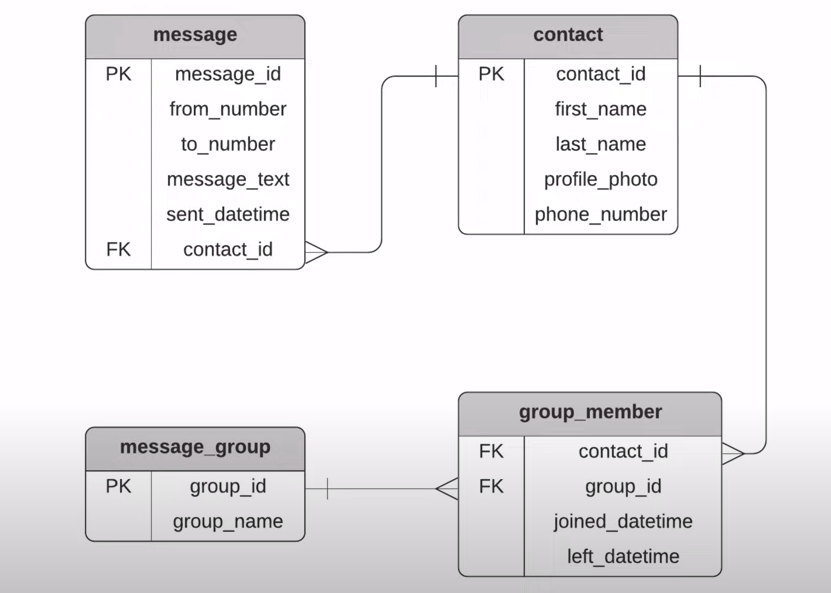 message
PK message_id
from_number
to_number
message_text
sent_datetime
FK contact_id
contact
PK contact_id
first_name
last_name
profile_photo
phone_number
message_group
PK group_id
group_name
group_member
FK contact_id
FK group_id
joined_datetime
left_datetime